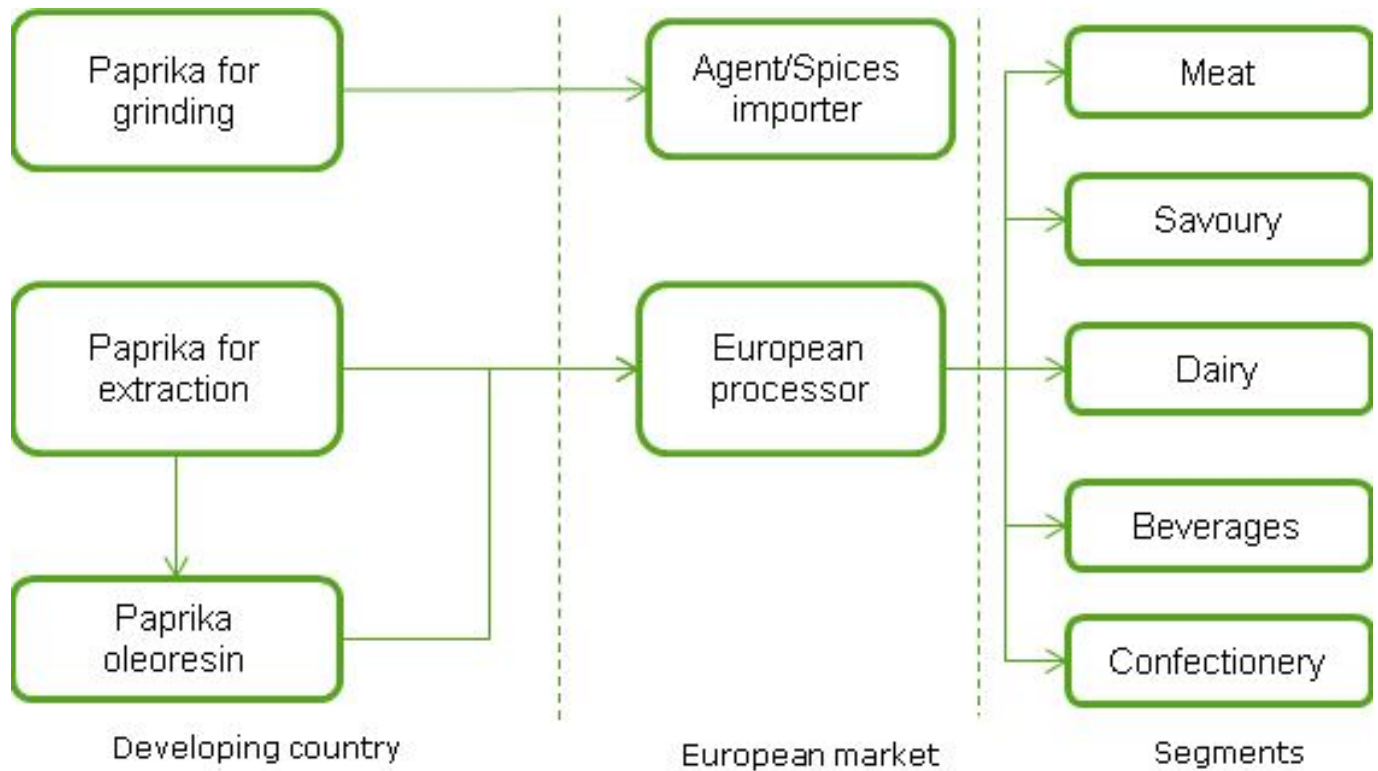 Paprika for
grinding
Agent/Spices
importer
Meat
Savoury
Paprika for
extraction
European
processor
Dairy
Beverages
Paprika
oleoresin
Confectionery
Developing country
European market
Segments